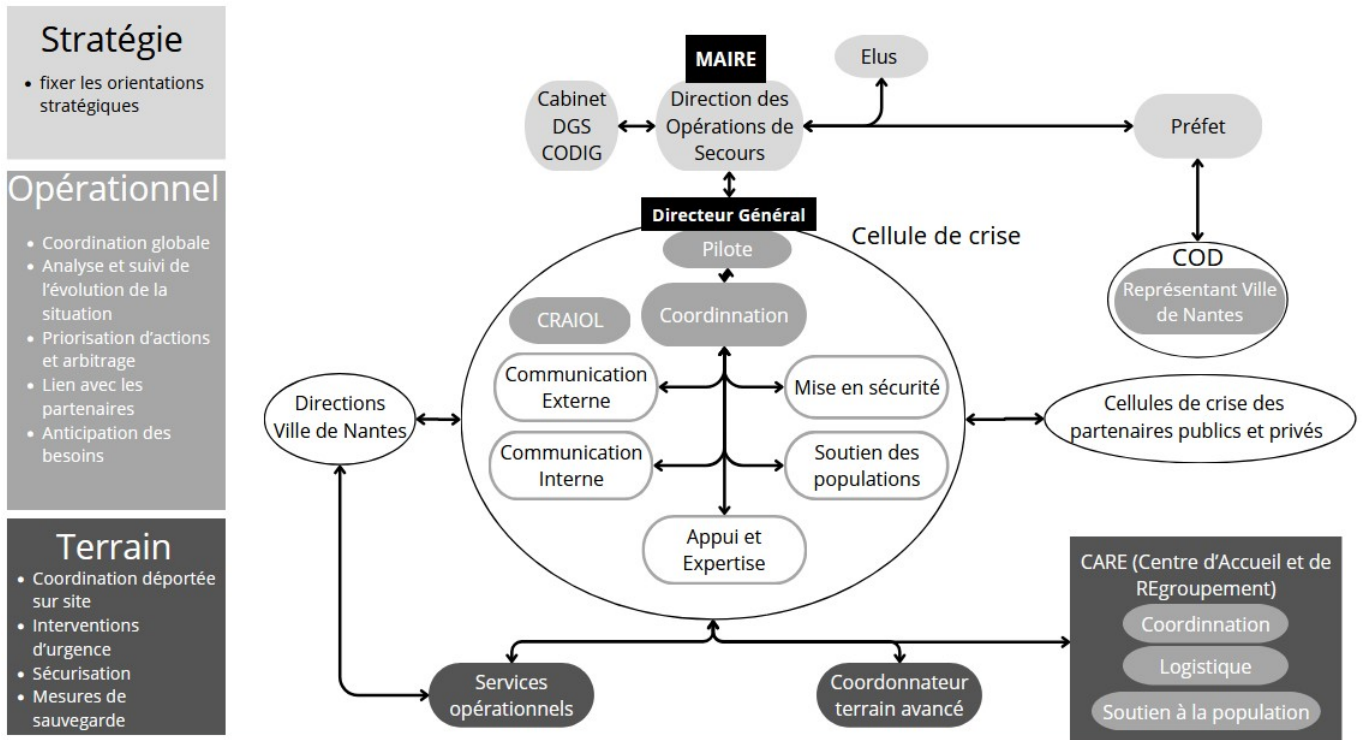 Stratégie
• fixer les orientations
stratégiques
Opérationnel
• Coordination globale
• Analyse et suivi de
l'évolution de la
situation
• Priorisation d'actions
et arbitrage
• Lien avec les
partenaires
• Anticipation des
besoins
Terrain
• Coordination déportée
sur site
• Interventions
d'urgence
• Sécurisation
• Mesures de
sauvegarde
MAIRE
Direction des
Opérations de
Secours
Cabinet
DGS
CODIG
Elus
Préfet
COD
Représentant Ville
de Nantes
Directeur Général
Pilote
Cellule de crise
Coordinnation
CRAIOL
Communication
Externe
Mise en sécurité
Communication
Interne
Soutien des
populations
Appui et
Expertise
Directions
Ville de Nantes
Cellules de crise des
partenaires publics et privés
Services
opérationnels
Coordonnateur
terrain avancé
CARE (Centre d'Accueil et de
REgroupement)
Coordinnation
Logistique
Soutien à la population